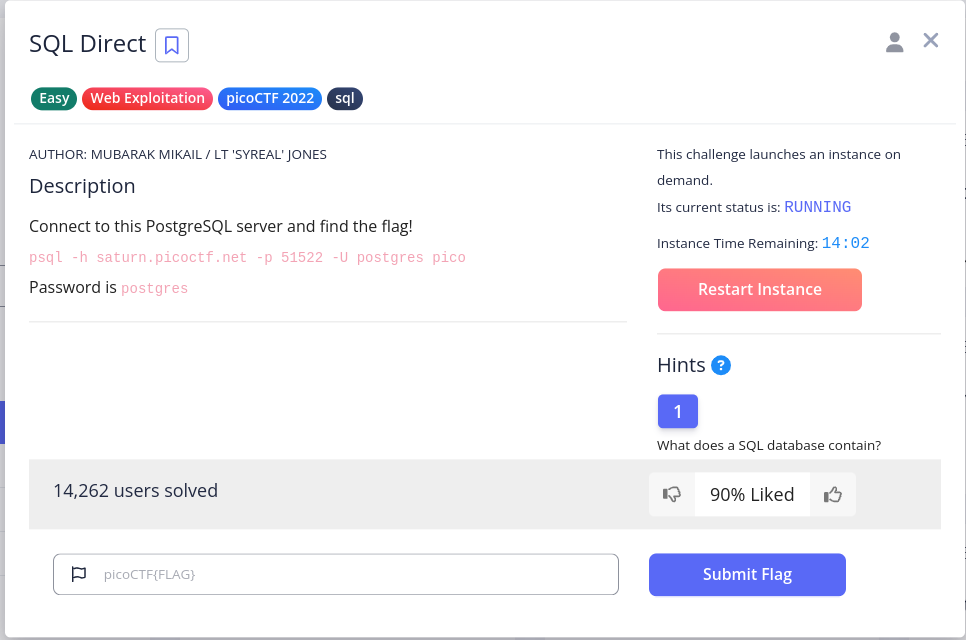 SQL Direct
Easy Web Exploitation picoCTF 2022 sql
AUTHOR: MUBARAK MIKAIL / LT 'SYREAL' JONES
Description
Connect to this PostgreSQL server and find the flag!
psql -h saturn.picoctf.net -p 51522 -U postgres pico
Password is postgres
This challenge launches an instance on
demand.
Its current status is: RUNNING
Instance Time Remaining: 14:02
Restart Instance
Hints ?
1
What does a SQL database contain?
14,262 users solved
90% Liked
picoCTF{FLAG}
Submit Flag